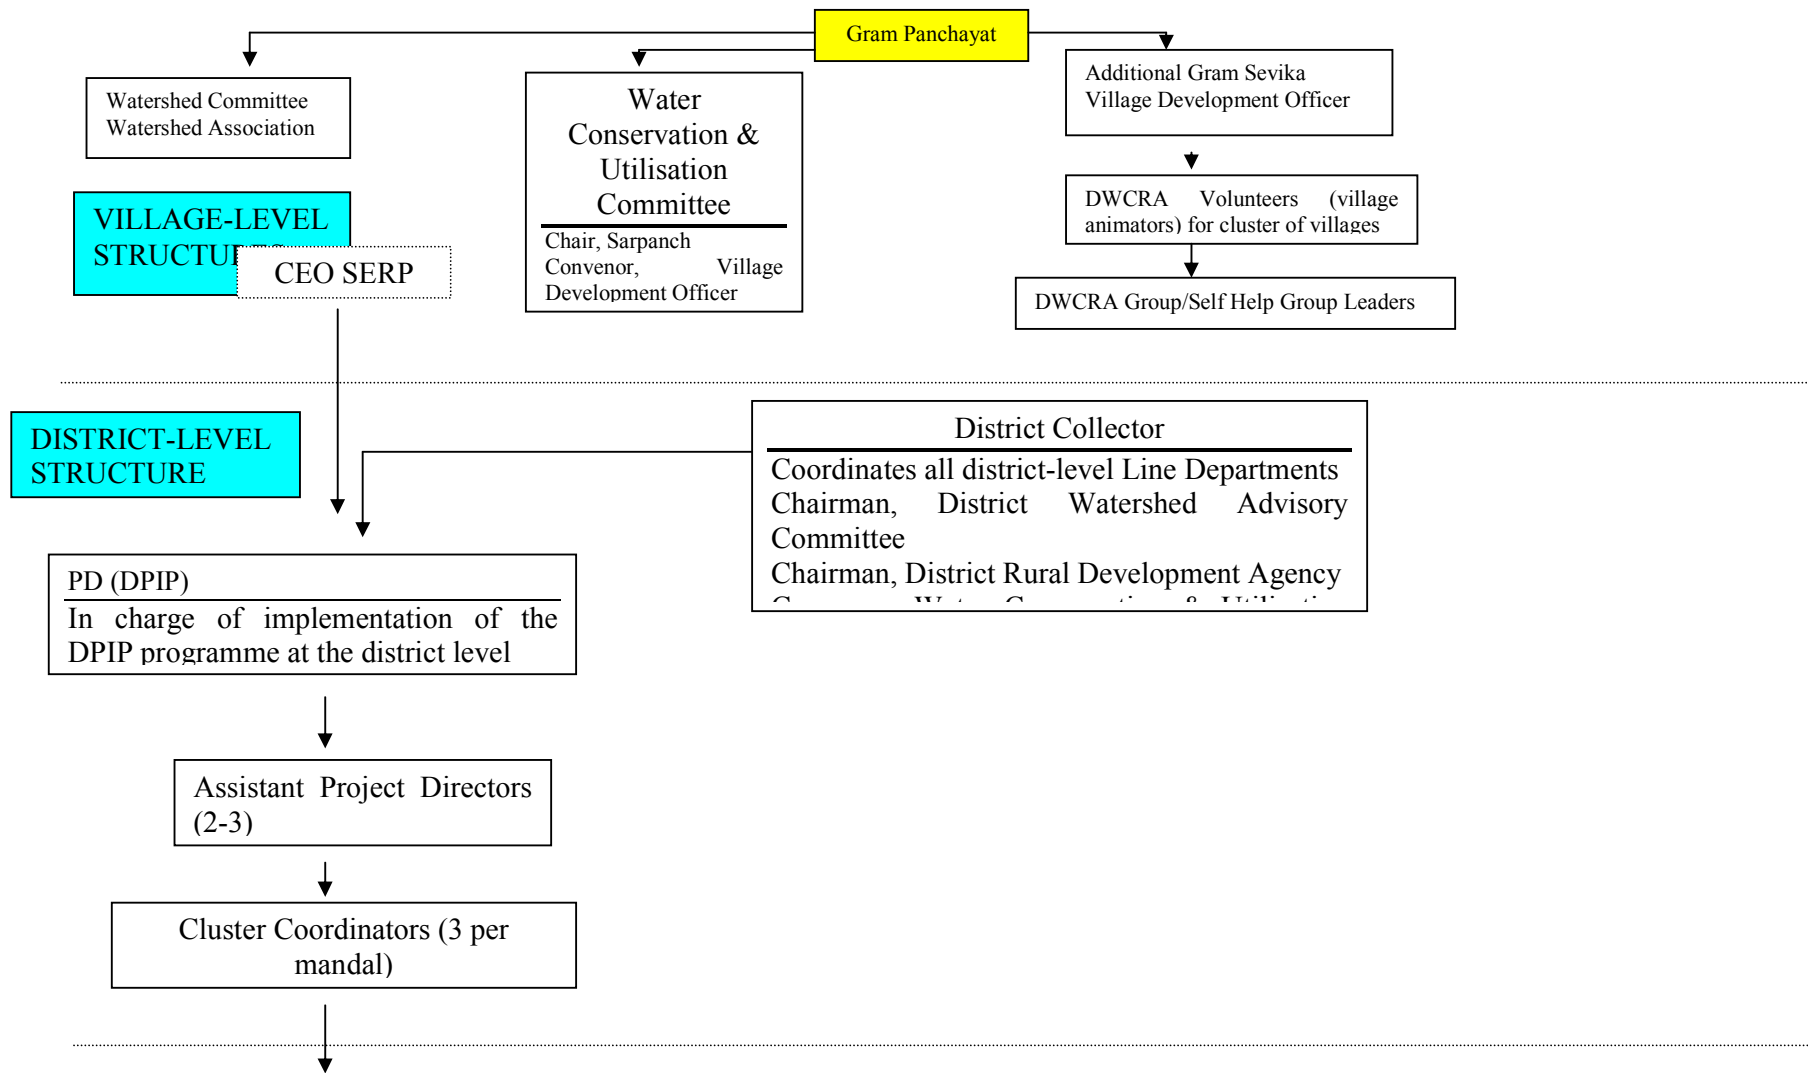 Gram Panchayat
Watershed Committee
Watershed Association
Water
Conservation &
Utilisation
Committee
Chair, Sarpanch
Convenor, Village
Development Officer
Additional Gram Sevika
Village Development Officer
DWCRA Volunteers (village
animators) for cluster of villages
DWCRA Group/Self Help Group Leaders
VILLAGE-LEVEL
CEO SERP
DISTRICT-LEVEL
STRUCTURE
District Collector
Coordinates all district-level Line Departments
Chairman, District Watershed Advisory
Committee
Chairman, District Rural Development Agency
PD (DPIP)
In charge of implementation of the
DPIP programme at the district level
Assistant Project Directors
(2-3)
Cluster Coordinators (3 per
mandal)